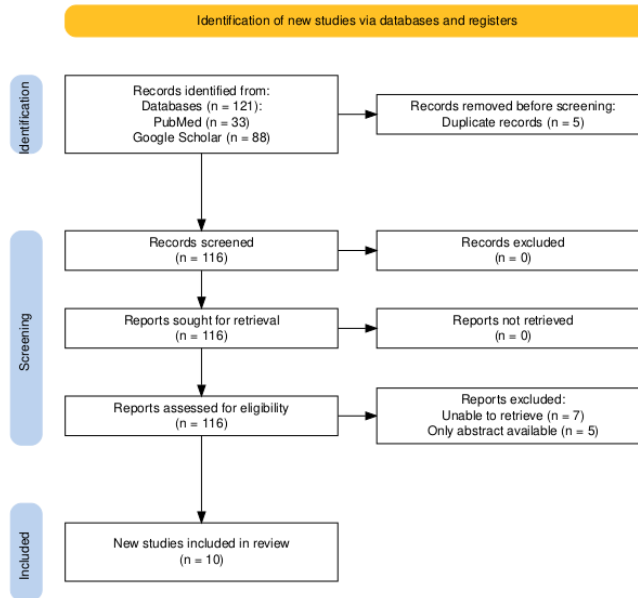 Identification of new studies via databases and registers
Identification
Records identified from:
Databases (n = 121):
PubMed (n = 33)
Google Scholar (n = 88)
Records removed before screening:
Duplicate records (n = 5)
Screening
Records screened
(n = 116)
Records excluded
(n = 0)
Reports sought for retrieval
(n = 116)
Reports not retrieved
(n = 0)
Reports assessed for eligibility
(n = 116)
Reports excluded:
Unable to retrieve (n = 7)
Only abstract available (n = 5)
Included
New studies included in review
(n = 10)